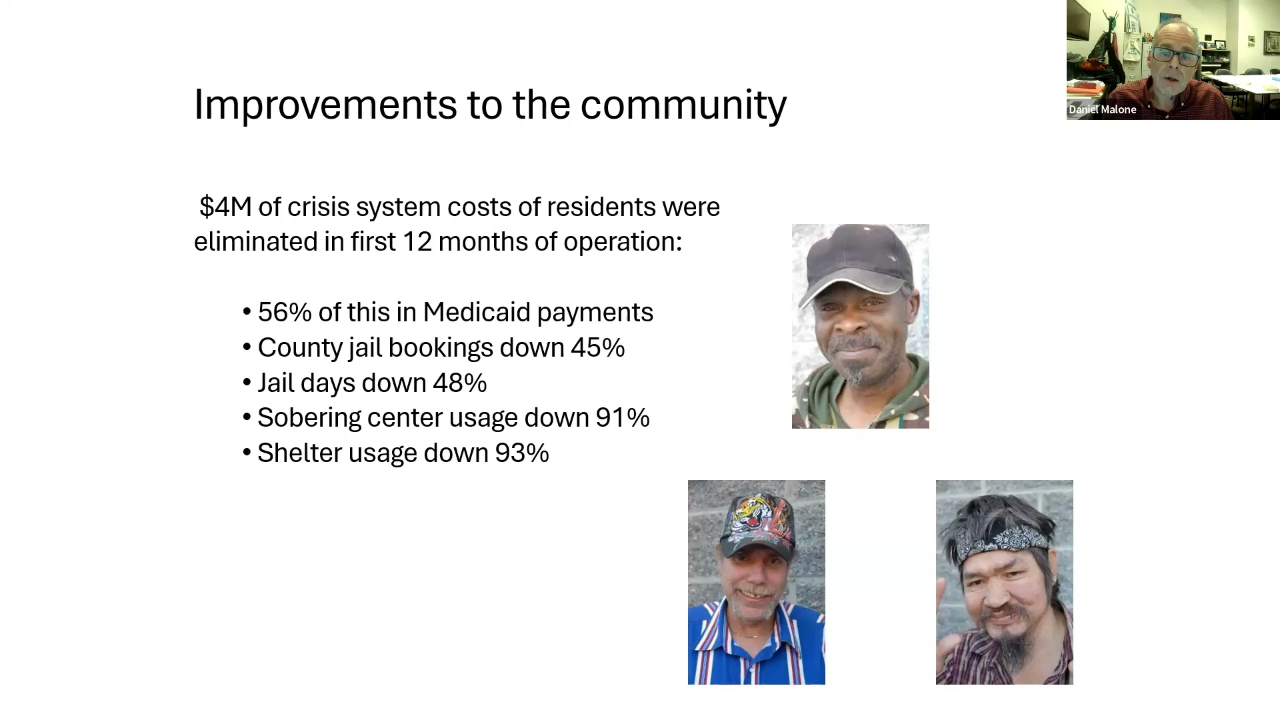 Improvements to the community
$4M of crisis system costs of residents were
eliminated in first 12 months of operation:
• 56% of this in Medicaid payments
• County jail bookings down 45%
• Jail days down 48%
• Sobering center usage down 91%
• Shelter usage down 93%
Daniel Malone